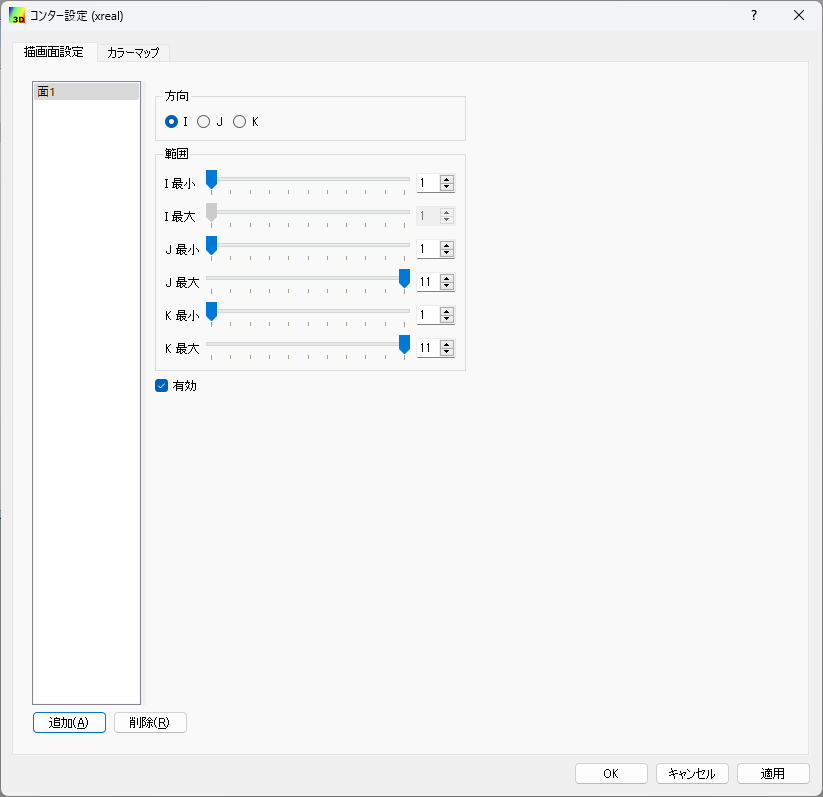 3D コンター設定 (xreal) ?
描画面設定 カラーマップ
面1
方向
I J K
範囲
I 最小 1
I 最大 1
J 最小 1
J 最大 11
K 最小 1
K 最大 11
有効
追加(A) 削除(R)
OK キャンセル 適用